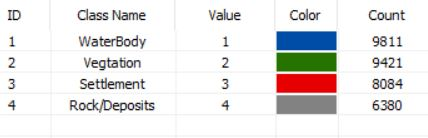 ID Class Name Value Color Count
1 WaterBody 1 9811
2 Vegtation 2 9421
3 Settlement 3 8084
4 Rock/Deposits 4 6380